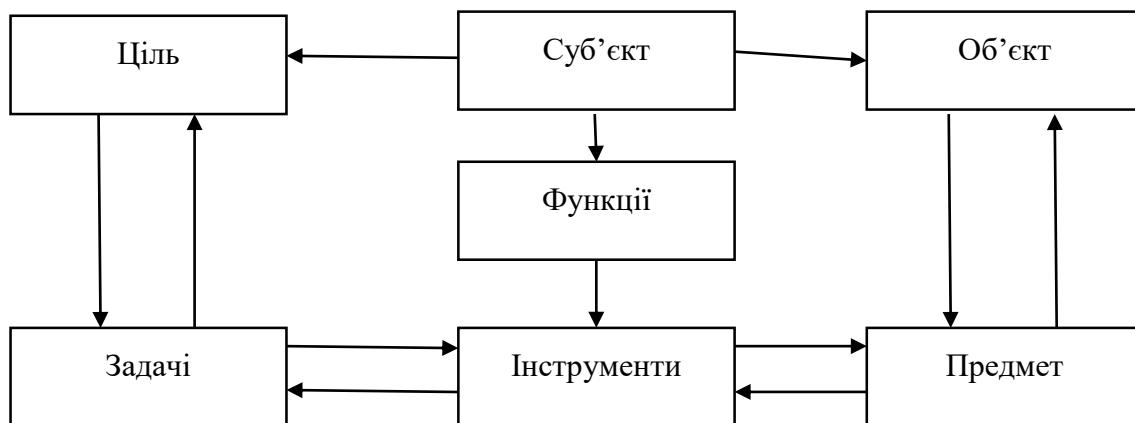 Ціль
Суб’єкт
Об’єкт
Функції
Задачі
Інструменти
Предмет